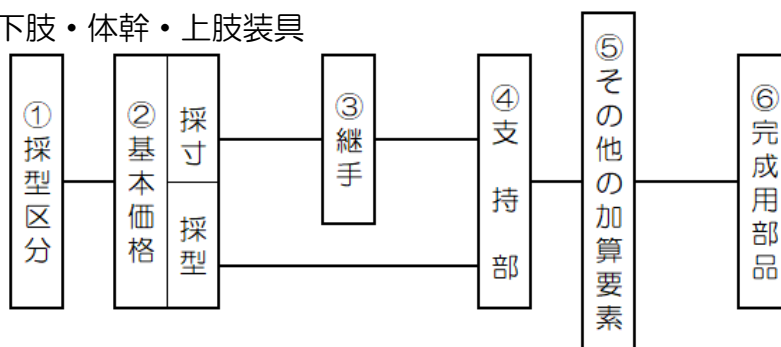 下肢・体幹・上肢装具
①採型区分
②基本価格
採寸
採型
③継手
④支持部
⑤その他の加算要素
⑥完成用部品